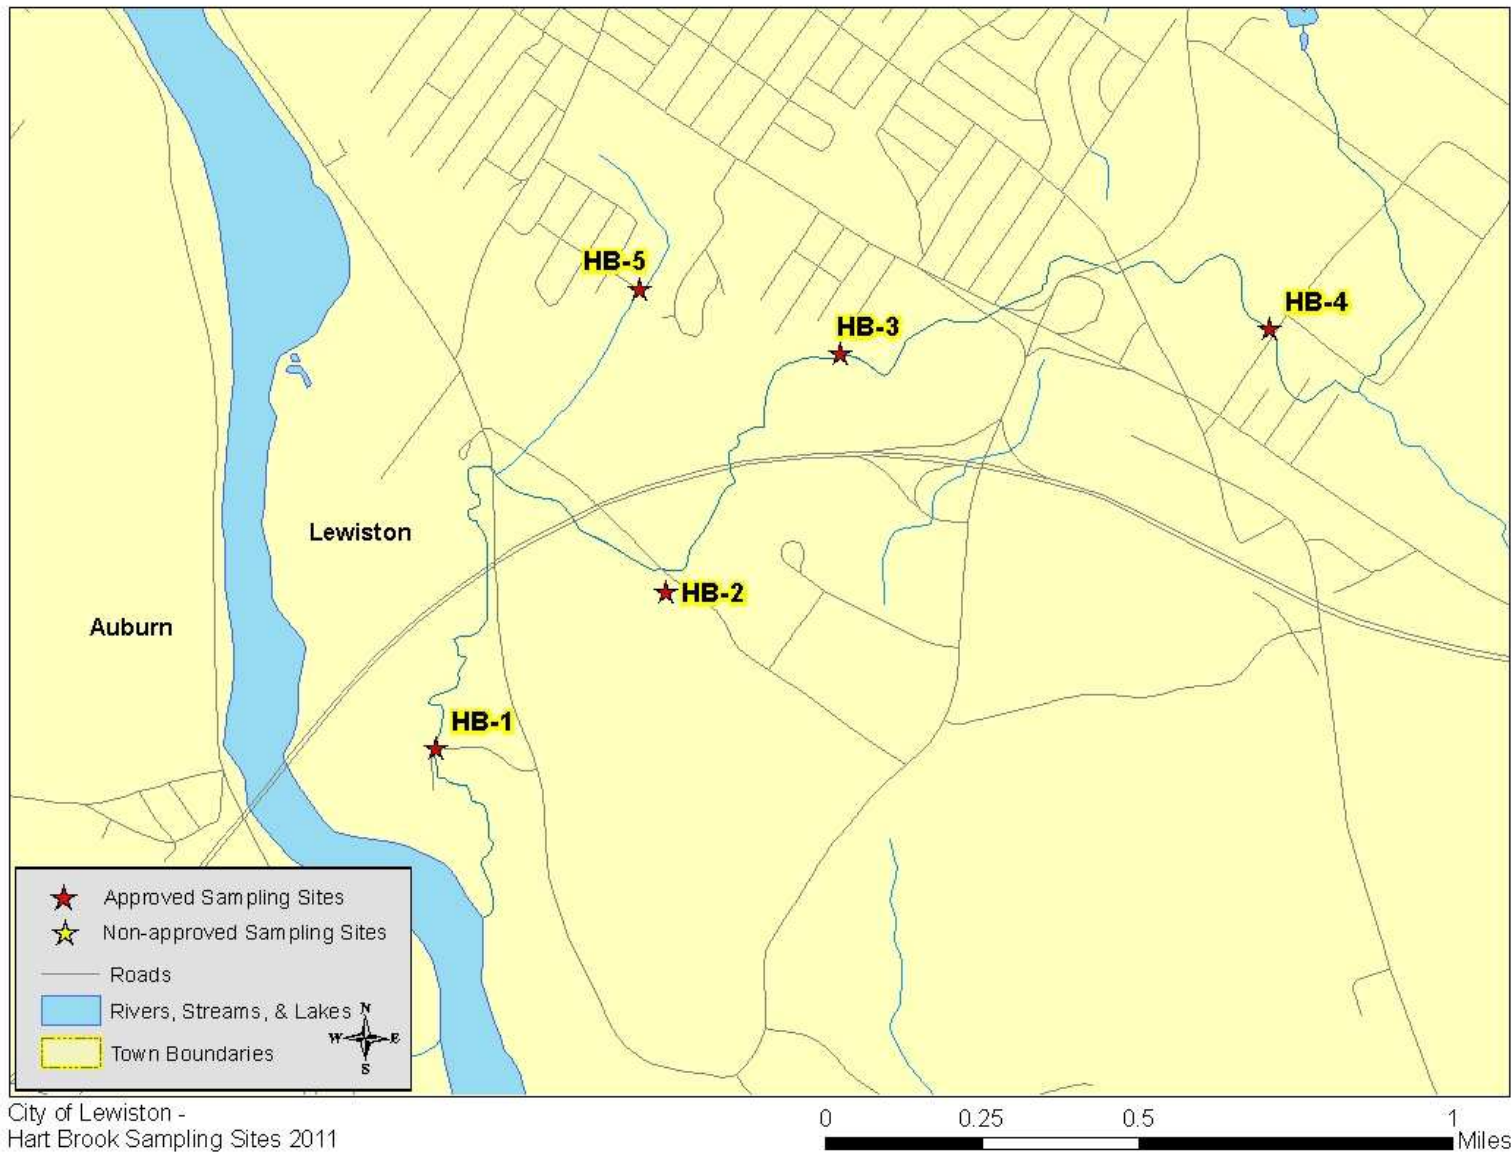 HB-5
HB-4
HB-3
Lewiston
HB-2
Auburn
HB-1
Approved Sampling Sites
Non-approved Sampling Sites
Roads
Rivers, Streams, & Lakes
N
W E
S
Town Boundaries
City of Lewiston -
Hart Brook Sampling Sites 2011
0 0.25 0.5 1
Miles